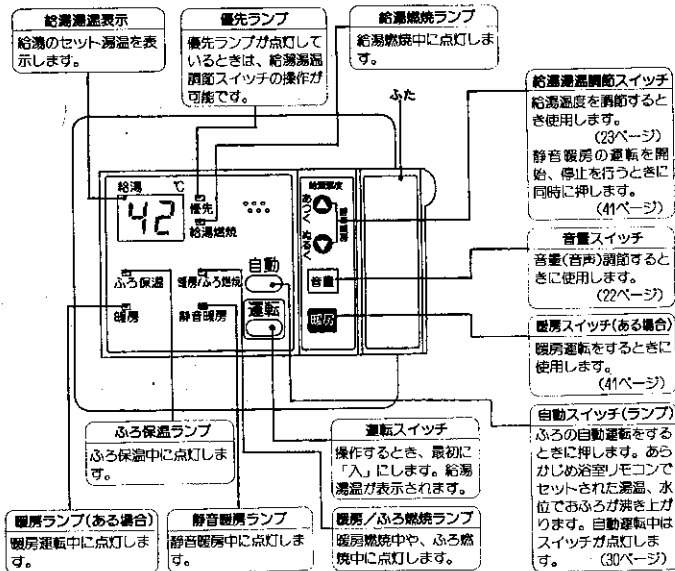 給湯湯温表示
給湯のセット湯温を表
示します。
優先ランプ
優先ランプが点灯して
いるときは、給湯湯温
調節スイッチの操作が
可能です。
給湯燃焼ランプ
給湯燃焼中に点灯しま
す。
ふた
給湯湯温調節スイッチ
給湯温度を調節すると
き使用します。
(23ページ)
静音暖房の運転を開
始、停止を行うときに
同時に押します。
(41ページ)
音量スイッチ
音量(音声)調節すると
きに使用します。
(22ページ)
暖房スイッチ(ある場合)
暖房運転をするときに
使用します。
(41ページ)
自動スイッチ(ランプ)
ふろの自動運転をする
ときに押します。あら
かじめ浴室リモコンで
セットされた湯温、水
位でおふろが沸き上が
ります。自動運転中は
スイッチが点灯しま
す。 (30ページ)
給湯 ℃
42
優先
給湯燃焼
ふろ保温
暖房/ふろ燃焼
暖房
静音暖房
自動
運転
給湯温度
あつく
ぬるく
静音暖房
音量
暖房
ふろ保温ランプ
ふろ保温中に点灯しま
す。
運転スイッチ
操作するとき、最初に
「入」にします。給湯
湯温が表示されます。
暖房ランプ(ある場合)
暖房運転中に点灯しま
す。
静音暖房ランプ
静音暖房中に点灯しま
す。
暖房/ふろ燃焼ランプ
暖房燃焼中や、ふろ燃
焼中に点灯します。